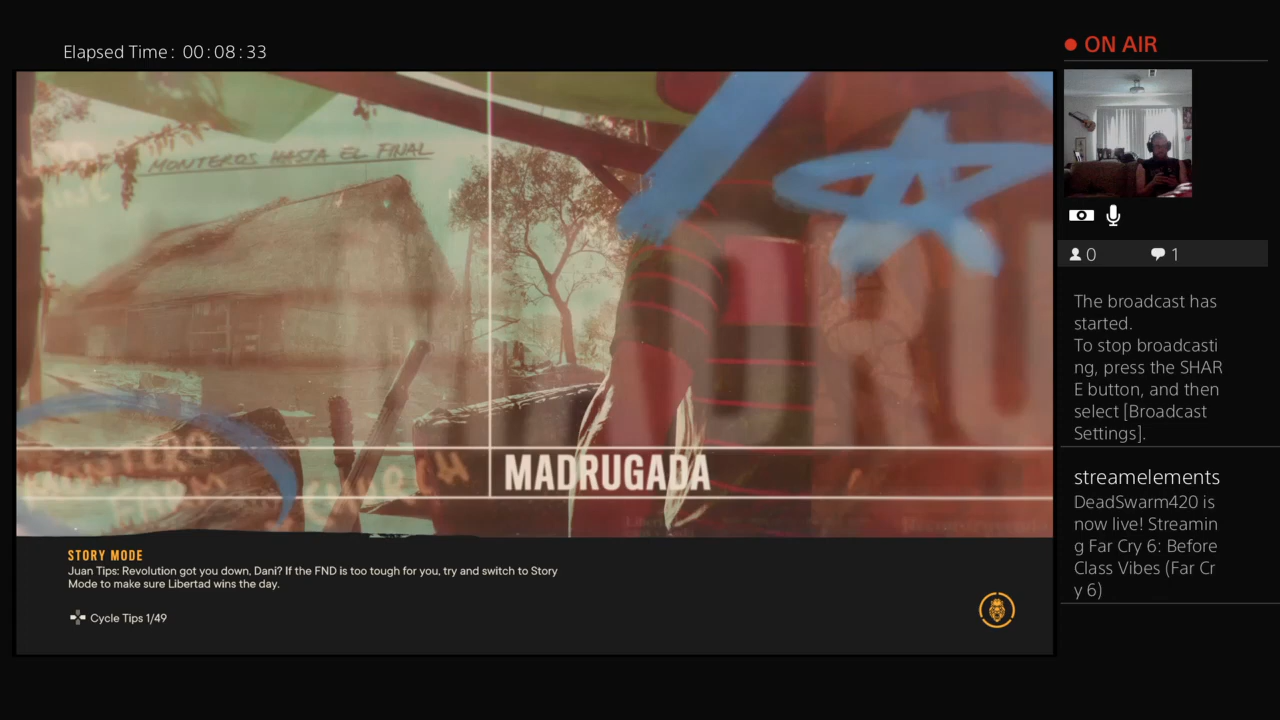 Elapsed Time: 00:08:33
ON AIR
MONTEROS HASTA EL FINAL
MADRUGADA
MONTERO
FARM
CHURCH
STORY MODE
Juan Tips: Revolution got you down, Dani? If the FND is too tough for you, try and switch to Story
Mode to make sure Libertad wins the day.
Cycle Tips 1/49
0
1
The broadcast has
started.
To stop broadcasti
ng, press the SHAR
E button, and then
select [Broadcast
Settings].
streamelements
DeadSwarm420 is
now live! Streamin
g Far Cry 6: Before
Class Vibes (Far Cr
y 6)